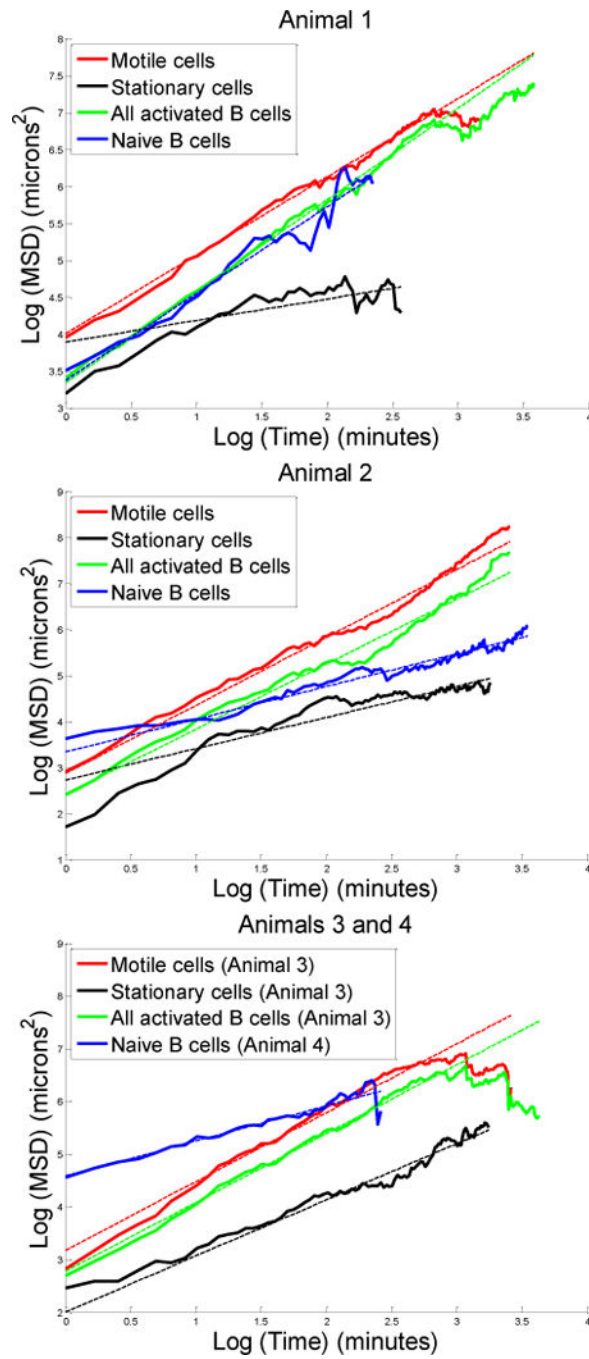 Animal 1
Motile cells
Stationary cells
All activated B cells
Naive B cells
Log (MSD) (microns²)
8
7.5
7
6.5
6
5.5
5
4.5
4
3.5
3
0
0.5
1
1.5
2
2.5
3
3.5
4
Log (Time) (minutes)
Animal 2
Motile cells
Stationary cells
All activated B cells
Naive B cells
Log (MSD) (microns²)
9
8
7
6
5
4
3
2
1
0
0.5
1
1.5
2
2.5
3
3.5
4
Log (Time) (minutes)
Animals 3 and 4
Motile cells (Animal 3)
Stationary cells (Animal 3)
All activated B cells (Animal 3)
Naive B cells (Animal 4)
Log (MSD) (microns²)
9
8
7
6
5
4
3
2
0
0.5
1
1.5
2
2.5
3
3.5
4
Log (Time) (minutes)